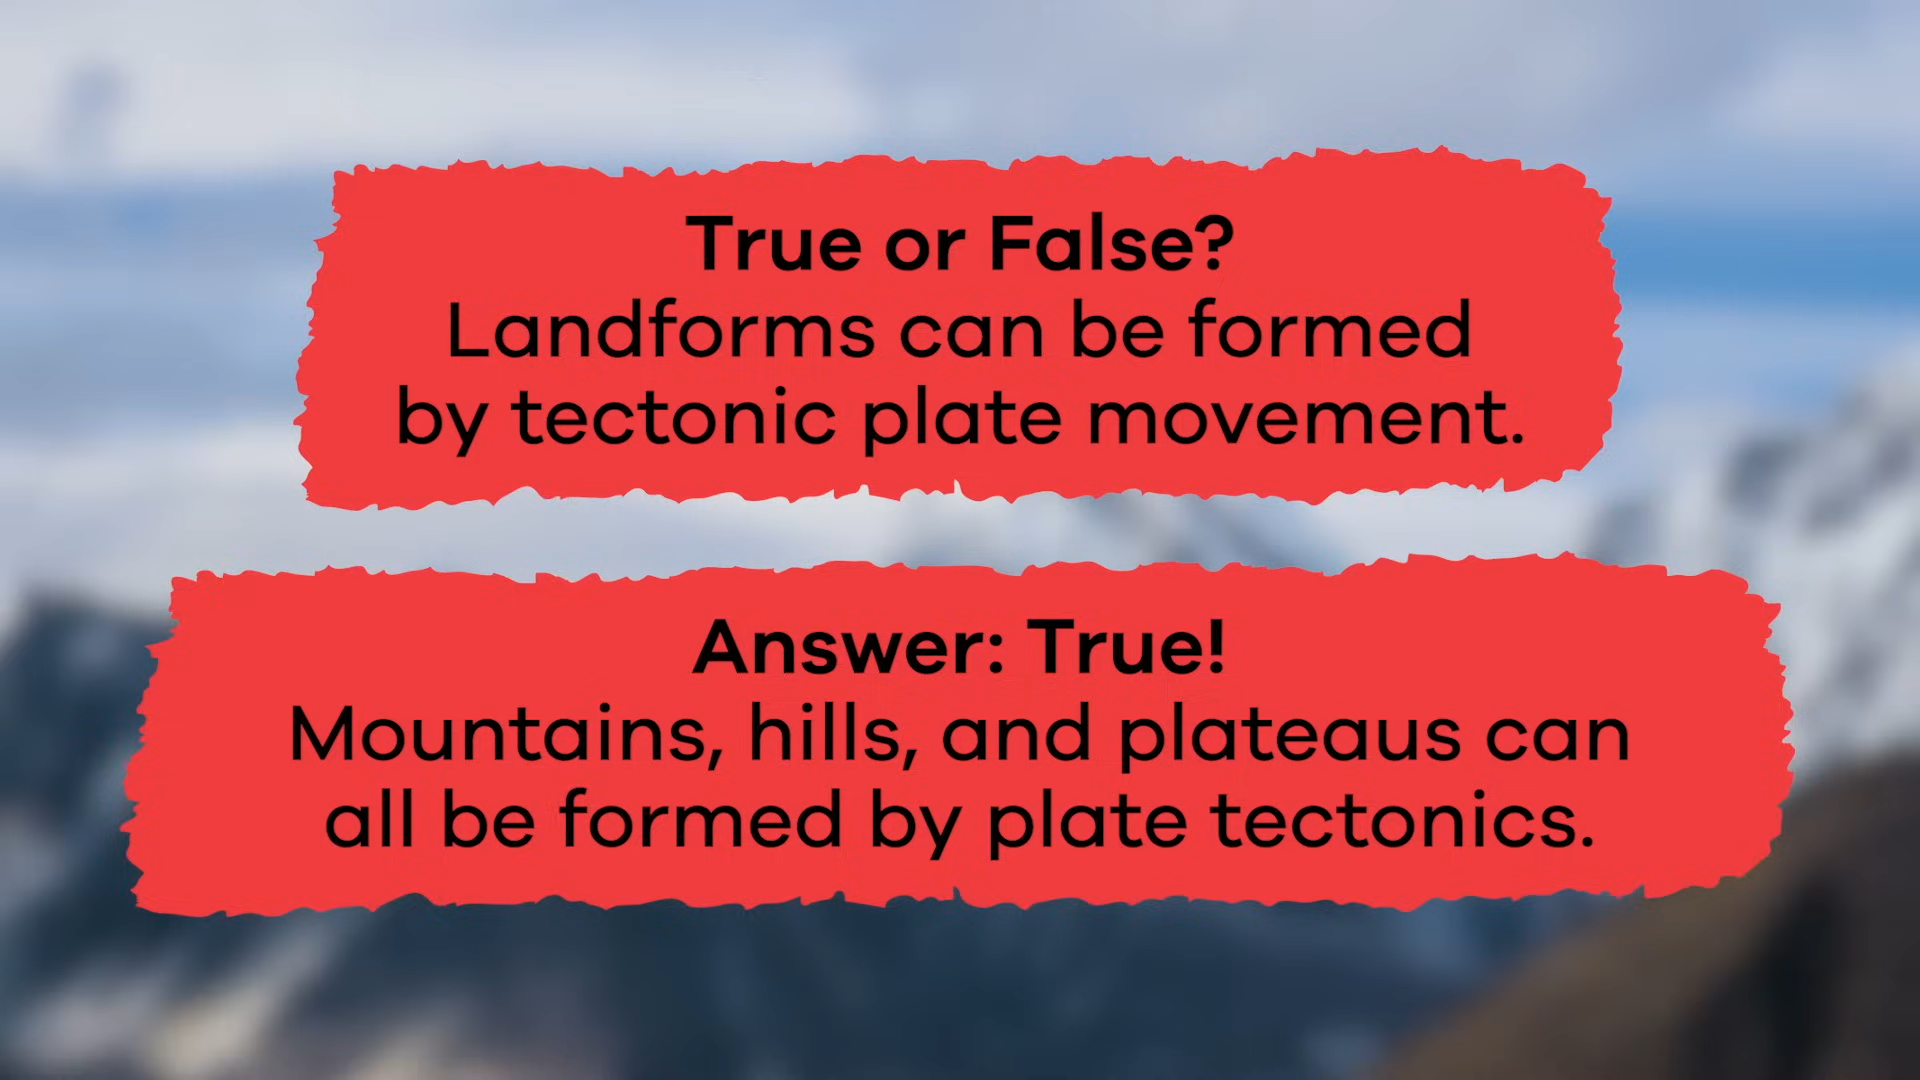 True or False?
Landforms can be formed
by tectonic plate movement.
Answer: True!
Mountains, hills, and plateaus can
all be formed by plate tectonics.